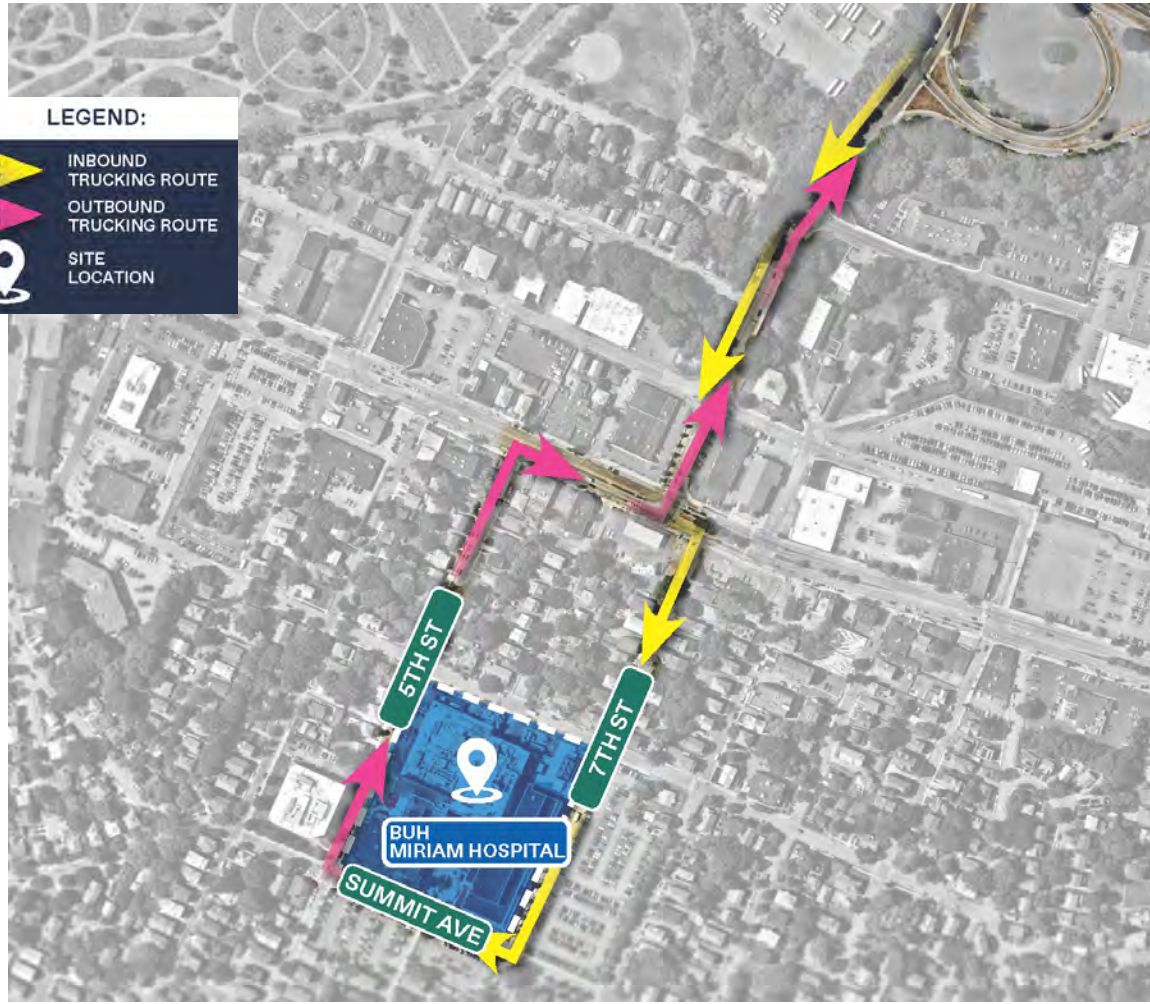 LEGEND:
INBOUND
TRUCKING ROUTE
OUTBOUND
TRUCKING ROUTE
SITE
LOCATION
5TH ST
7TH ST
BUH
MIRIAM HOSPITAL
SUMMIT AVE